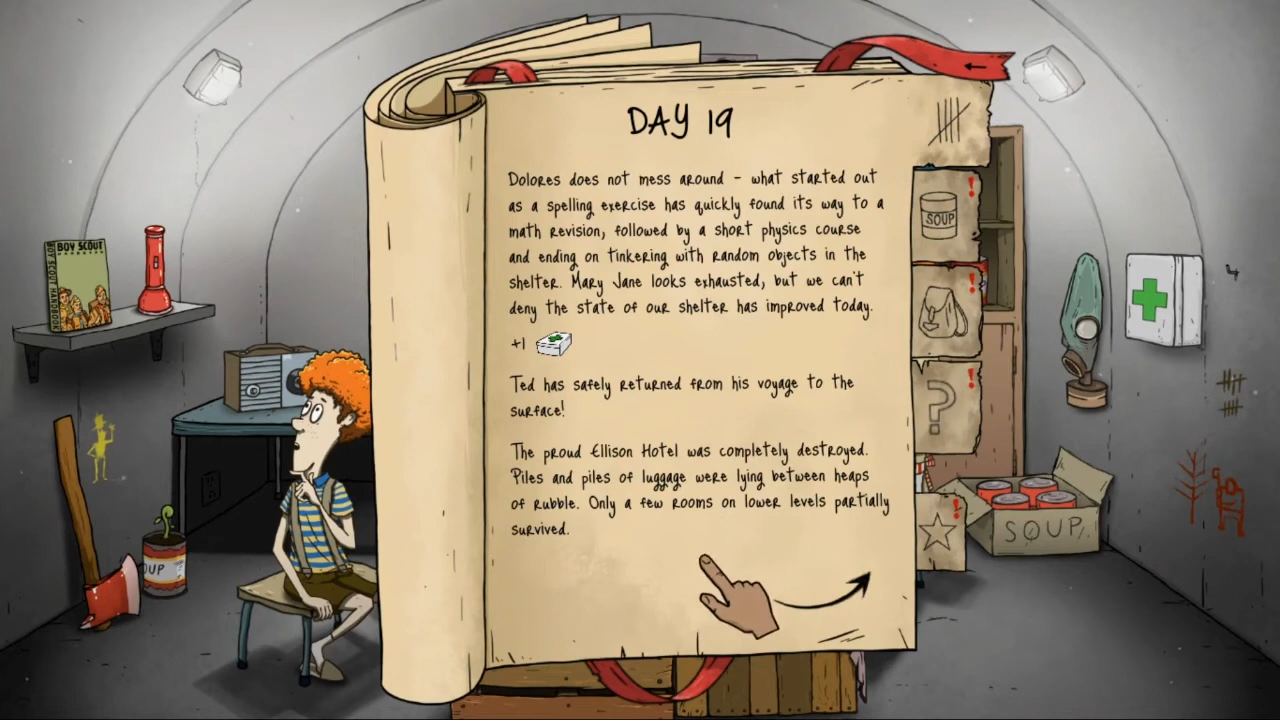 DAY 19
Dolores does not mess around - what started out
as a spelling exercise has quickly found its way to a
math revision, followed by a short physics course
and ending on tinkering with random objects in the
shelter. Mary Jane looks exhausted, but we can't
deny the state of our shelter has improved today.
+1
Ted has safely returned from his voyage to the
surface!
The proud Ellison Hotel was completely destroyed.
Piles and piles of luggage were lying between heaps
of rubble. Only a few rooms on lower levels partially
survived.
SOUP
!
!
?
!
!
BOY SCOUT
BOY SCOUT HANDBOOK
OUP
SOUP